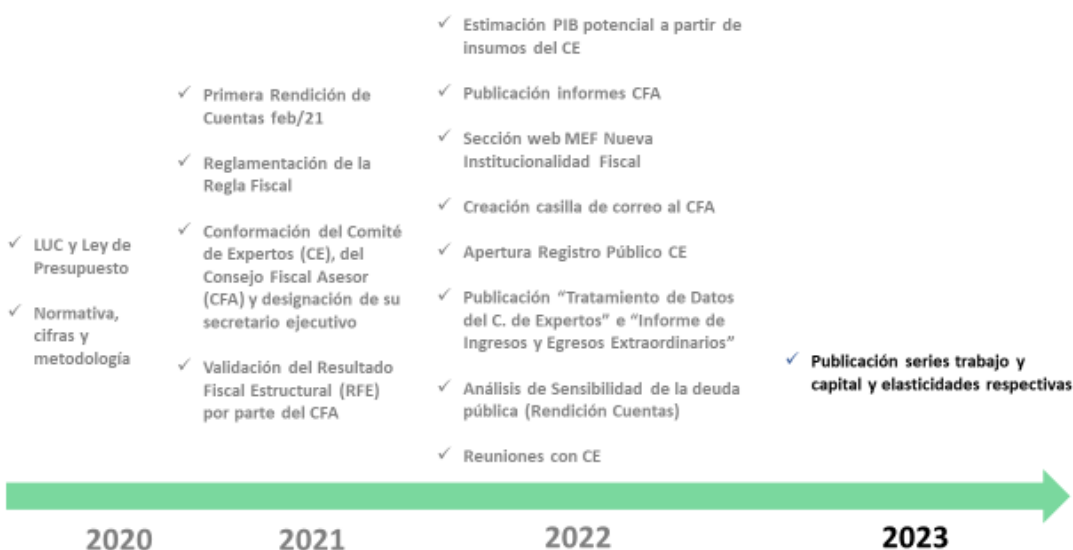 LUC y Ley de
Presupuesto
Normativa,
cifras y
metodología
Primera Rendición de
Cuentas feb/21
Reglamentación de la
Regla Fiscal
Conformación del Comité
de Expertos (CE), del
Consejo Fiscal Asesor
(CFA) y designación de su
secretario ejecutivo
Validación del Resultado
Fiscal Estructural (RFE)
por parte del CFA
Estimación PIB potencial a partir de
insumos del CE
Publicación informes CFA
Sección web MEF Nueva
Institucionalidad Fiscal
Creación casilla de correo al CFA
Apertura Registro Público CE
Publicación “Tratamiento de Datos
del C. de Expertos” e “Informe de
Ingresos y Egresos Extraordinarios”
Análisis de Sensibilidad de la deuda
pública (Rendición Cuentas)
Reuniones con CE
Publicación series trabajo y
capital y elasticidades respectivas
2020
2021
2022
2023